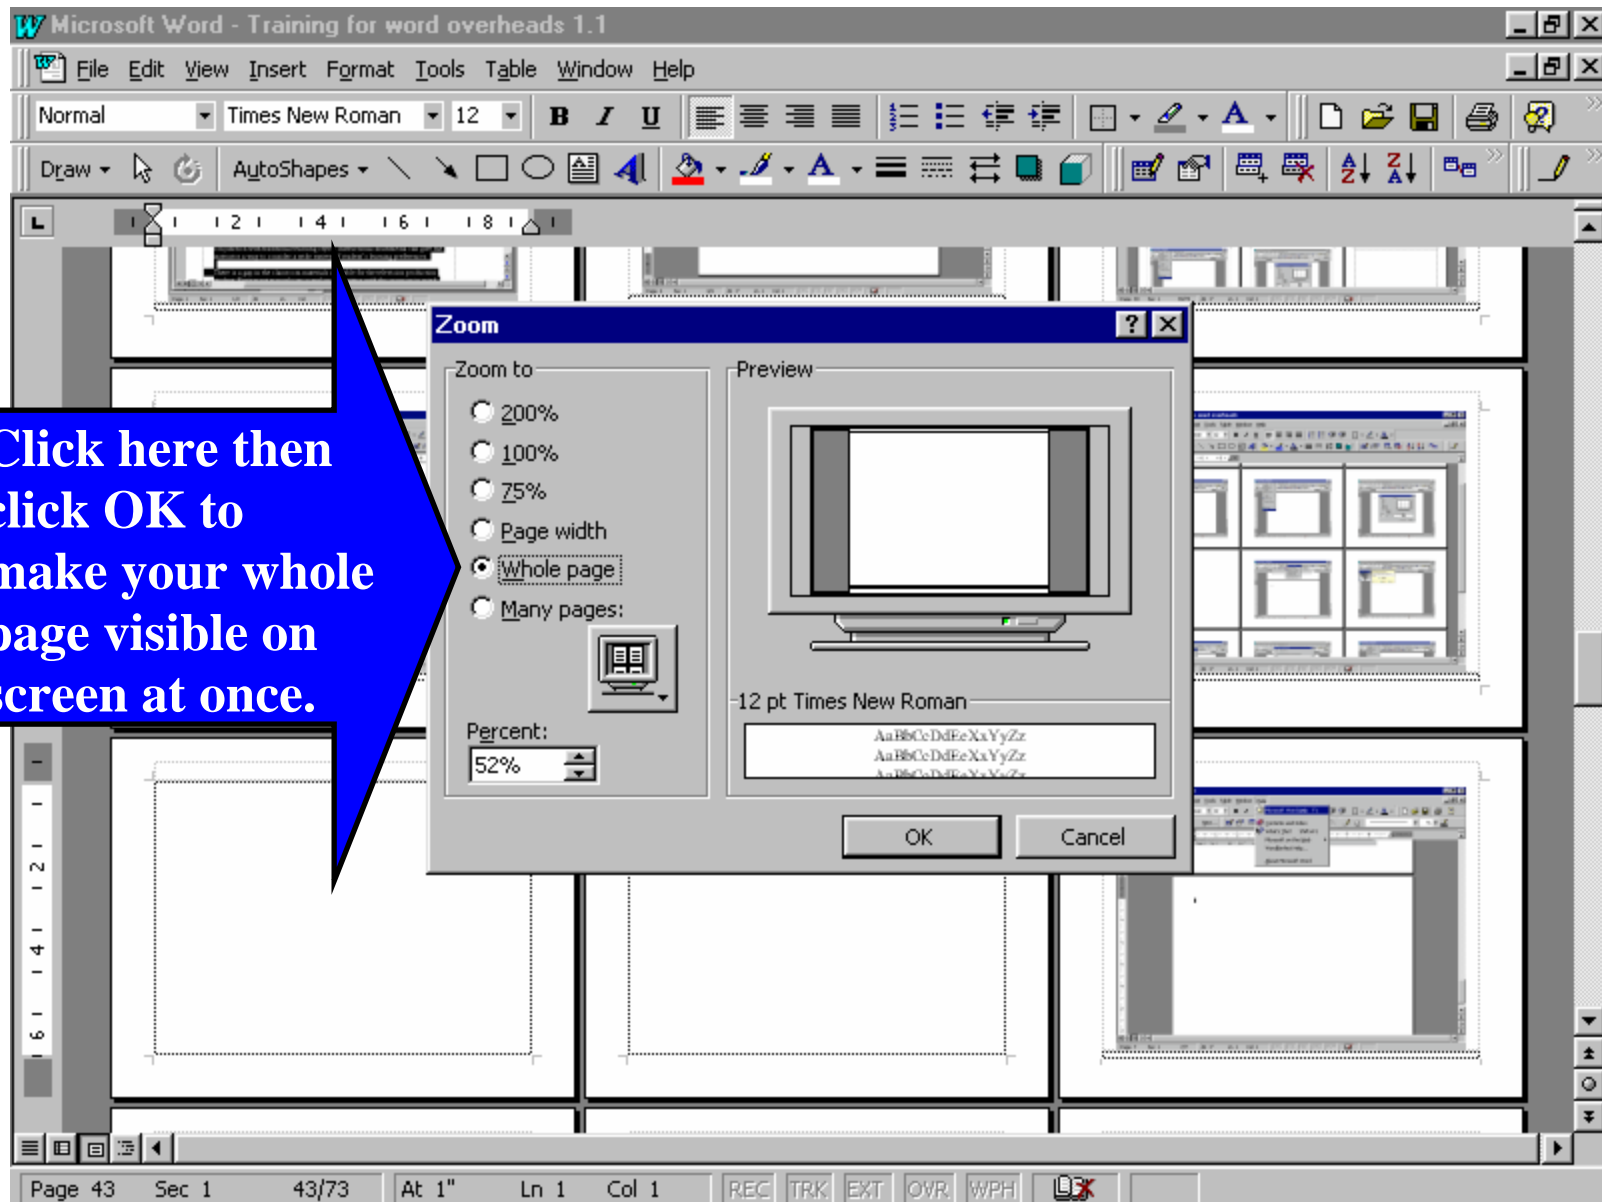 Microsoft Word - Training for word overheads 1.1
File Edit View Insert Format Tools Table Window Help
Normal Times New Roman 12 B I U
Draw AutoShapes
2 4 6 8
Zoom
Zoom to
Preview
200%
100%
75%
Page width
Whole page
Many pages:
Percent:
52%
12 pt Times New Roman
AaBbCcDdEeXxYyZz
AaBbCcDdEeXxYyZz
AaBbCcDdEeXxYyZz
OK Cancel
Click here then
click OK to
make your whole
page visible on
screen at once.
2
4
6
Page 43 Sec 1 43/73 At 1" Ln 1 Col 1 REC TRK EXT OVR WPH